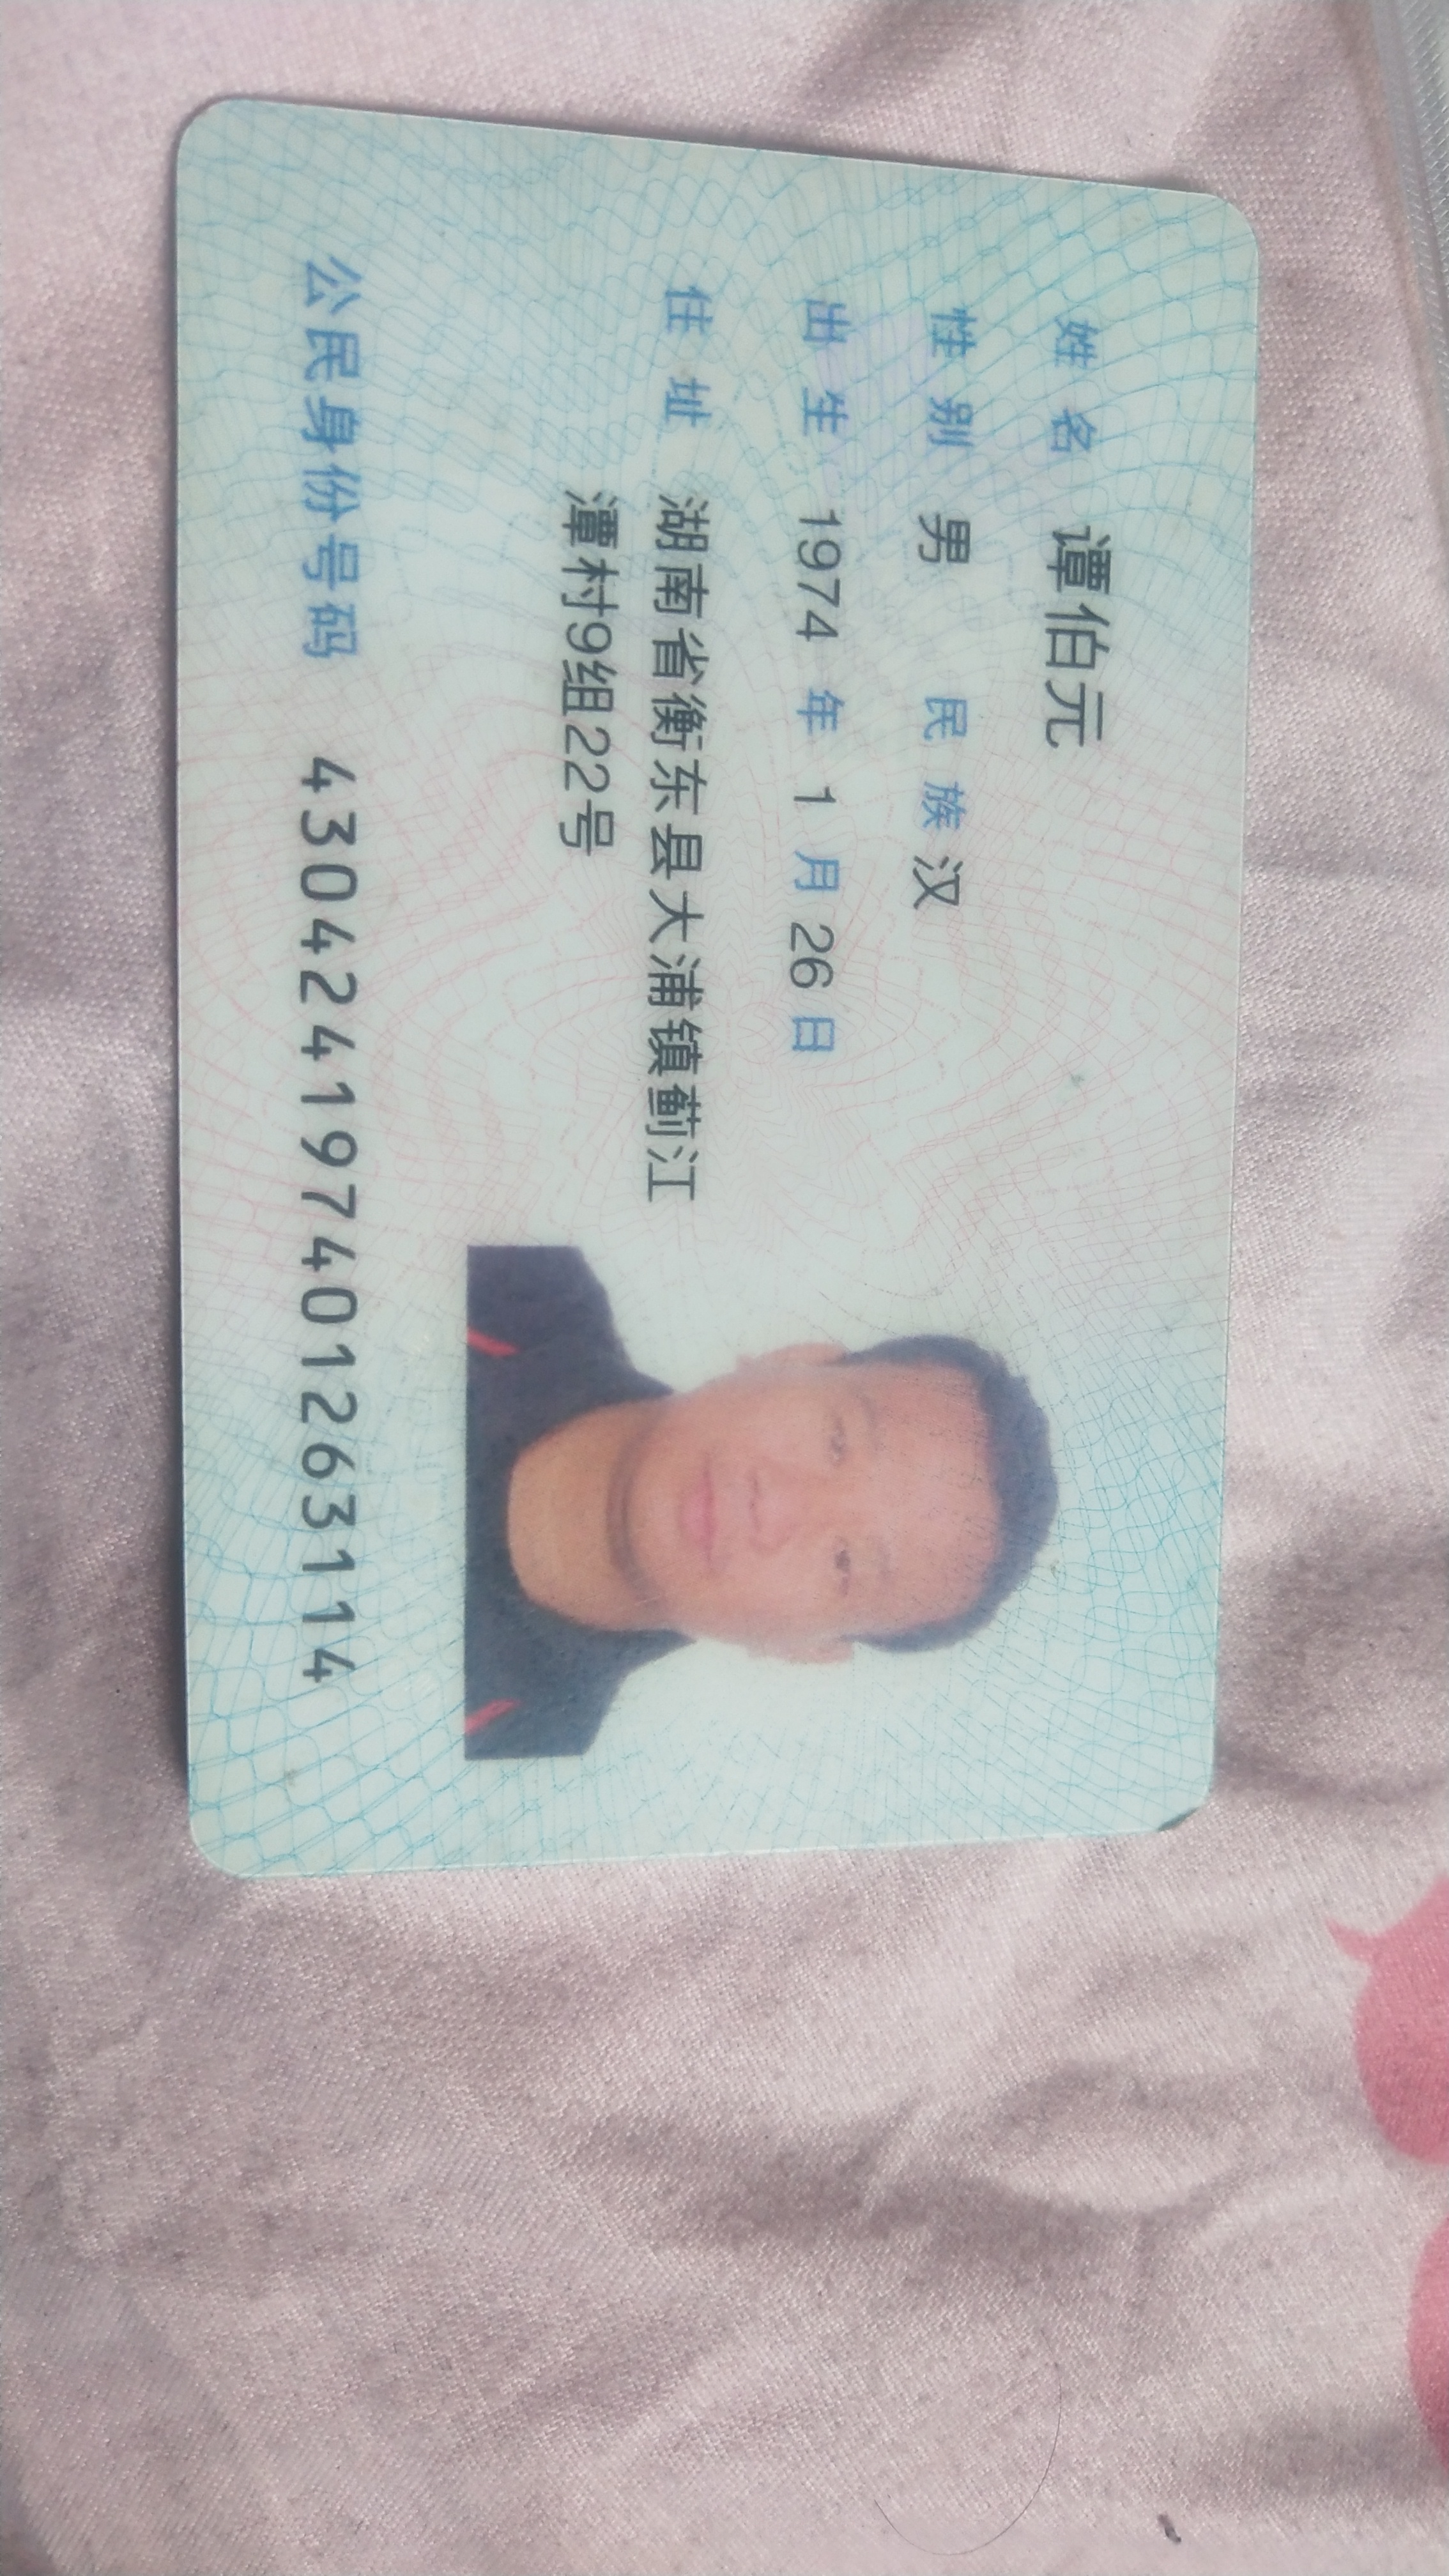 姓名 谭伯元
性别 男 民族 汉
出生 1974 年 1 月 26 日
住址 湖南省衡东县大浦镇蓟江
潭村9组22号
公民身份号码 430424197401263114